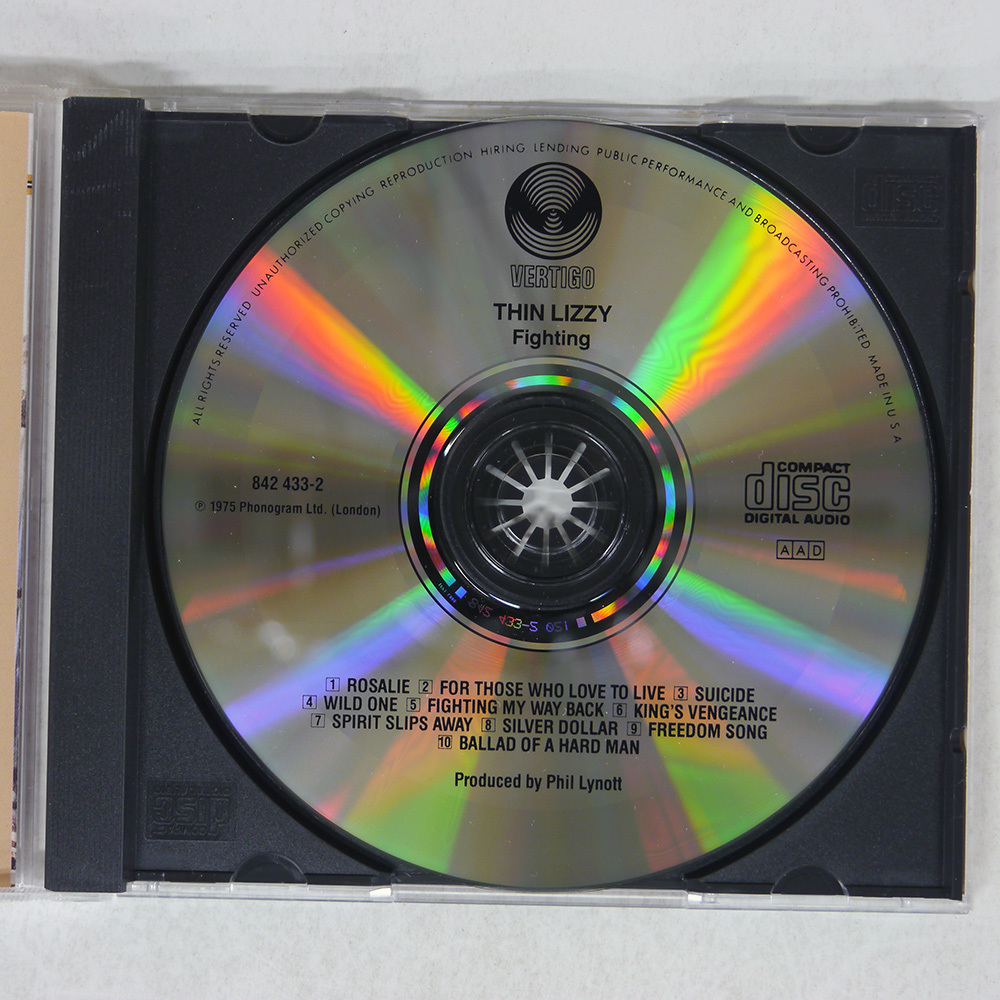 ALL RIGHTS RESERVED UNAUTHORIZED COPYING REPRODUCTION HIRING LENDING PUBLIC PERFORMANCE AND BROADCASTING PROHIBITED MADE IN U S A
VERTIGO
THIN LIZZY
Fighting
842 433-2
℗ 1975 Phonogram Ltd. (London)
COMPACT
disc
DIGITAL AUDIO
AAD
1 ROSALIE 2 FOR THOSE WHO LOVE TO LIVE 3 SUICIDE
4 WILD ONE 5 FIGHTING MY WAY BACK 6 KING'S VENGEANCE
7 SPIRIT SLIPS AWAY 8 SILVER DOLLAR 9 FREEDOM SONG
10 BALLAD OF A HARD MAN
Produced by Phil Lynott
disc
disc